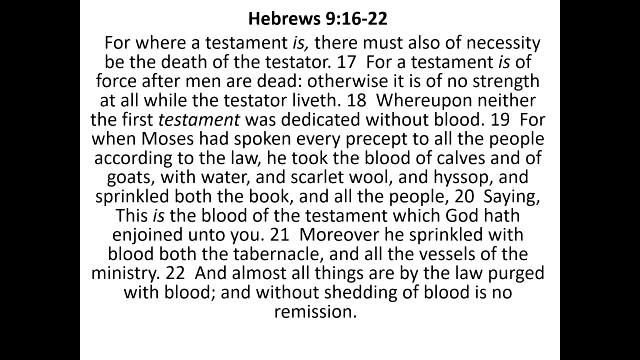 Hebrews 9:16-22
For where a testament is, there must also of necessity
be the death of the testator. 17  For a testament is of
force after men are dead: otherwise it is of no strength
at all while the testator liveth. 18  Whereupon neither
the first testament was dedicated without blood. 19  For
when Moses had spoken every precept to all the people
according to the law, he took the blood of calves and of
goats, with water, and scarlet wool, and hyssop, and
sprinkled both the book, and all the people, 20  Saying,
This is the blood of the testament which God hath
enjoined unto you. 21  Moreover he sprinkled with
blood both the tabernacle, and all the vessels of the
ministry. 22  And almost all things are by the law purged
with blood; and without shedding of blood is no
remission.